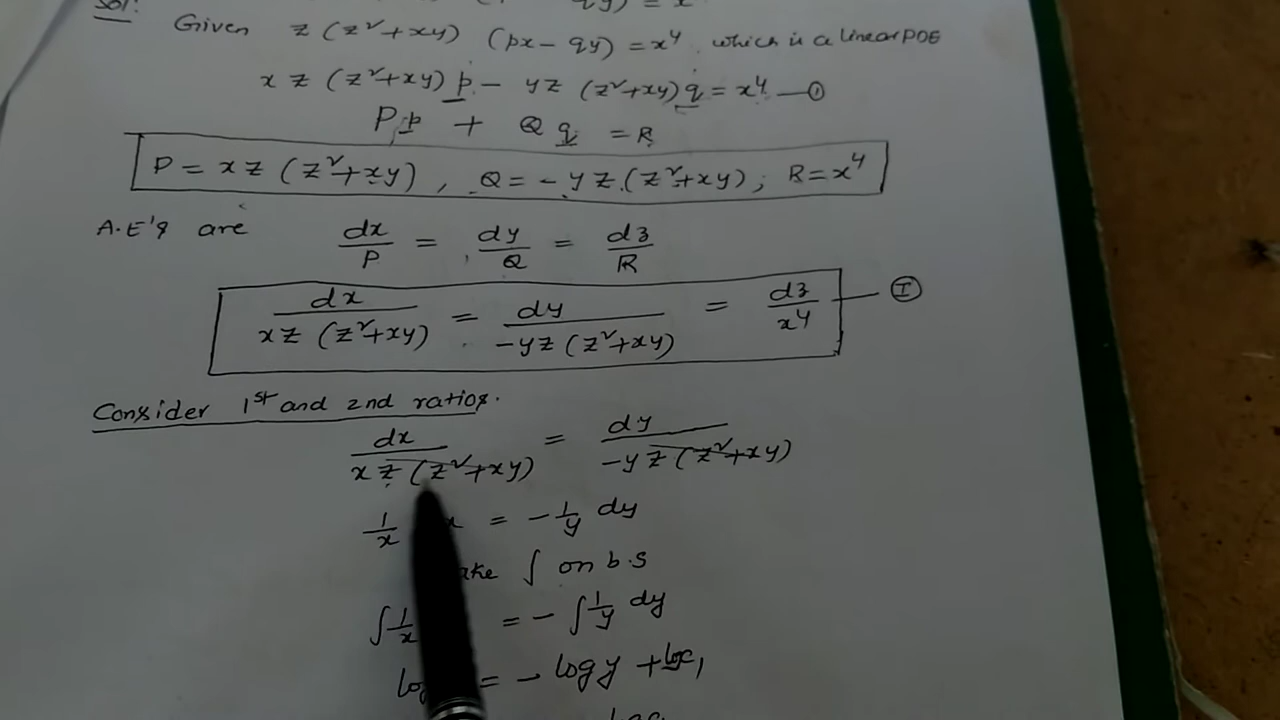 Sol:
qy) = x
Given z (z²+xy) (px - qy) = x⁴ which is a linear PDE
xz (z²+xy) p - yz (z²+xy) q = x⁴ —①
Pp + Qq = R
P = xz (z²+xy), Q = -yz (z²+xy); R = x⁴
A.E's are dx/P = dy/Q = dz/R
dx/xz (z²+xy) = dy/-yz (z²+xy) = dz/x⁴ — Ⓘ
Consider 1st and 2nd ratios.
dx/xz (z²+xy) = dy/-yz (z²+xy)
1/x = -1/y dy
∫ on b.s
∫1/x = -∫1/y dy
= -log y + log c₁